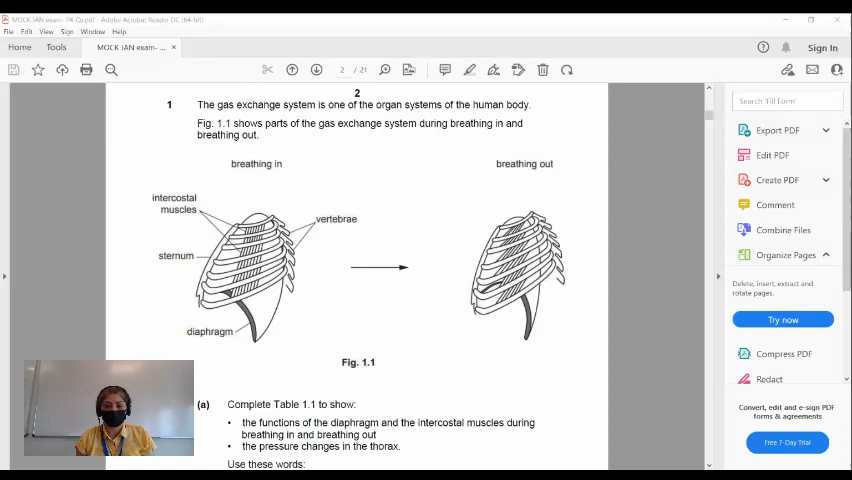 MOCK JAN exam- P4-Qs.pdf - Adobe Acrobat Reader DC (64-bit)
File Edit View Sign Window Help
Home Tools MOCK JAN exam- ... × Sign In
2 / 21
Search 'Fill Form'
2
1 The gas exchange system is one of the organ systems of the human body.
Fig. 1.1 shows parts of the gas exchange system during breathing in and
breathing out.
breathing in breathing out
intercostal
muscles
vertebrae
sternum
diaphragm
Fig. 1.1
(a) Complete Table 1.1 to show:
• the functions of the diaphragm and the intercostal muscles during
breathing in and breathing out
• the pressure changes in the thorax.
Use these words:
Export PDF
Edit PDF
Create PDF
Comment
Combine Files
Organize Pages
Delete, insert, extract and
rotate pages.
Try now
Compress PDF
Redact
Convert, edit and e-sign PDF
forms & agreements
Free 7-Day Trial